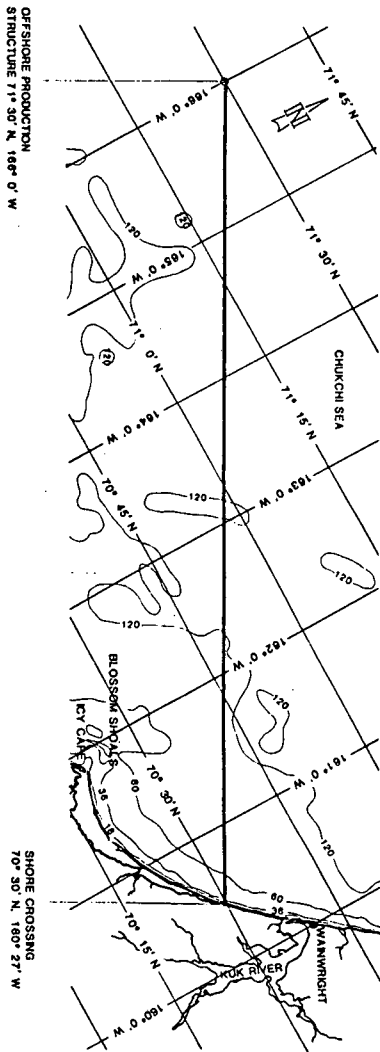 OFFSHORE PRODUCTION
STRUCTURE 71° 30' N, 166° 0' W
SHORE CROSSING
70° 30' N, 160° 27' W
71° 45' N
N
166° 0' W
71° 30' N
120
165° 0' W
120
CHUKCHI SEA
71° 15' N
71° 0' N
120
164° 0' W
163° 0' W
120
120
70° 45' N
120
162° 0' W
120
161° 0' W
120
BLOSSOM SHOALS
ICY CAPE
70° 30' N
60
36
18
60
36
WAINWRIGHT
KUK RIVER
70° 15' N
160° 0' W